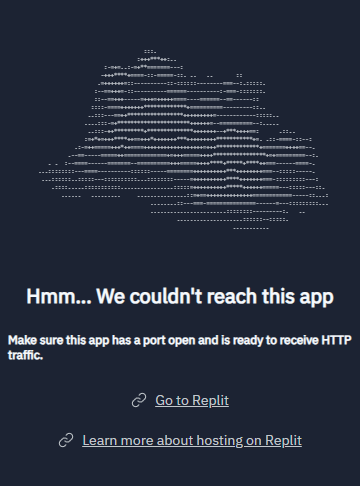 Hmm... We couldn't reach this app
Make sure this app has a port open and is ready to receive HTTP
traffic.
Go to Replit
Learn more about hosting on Replit